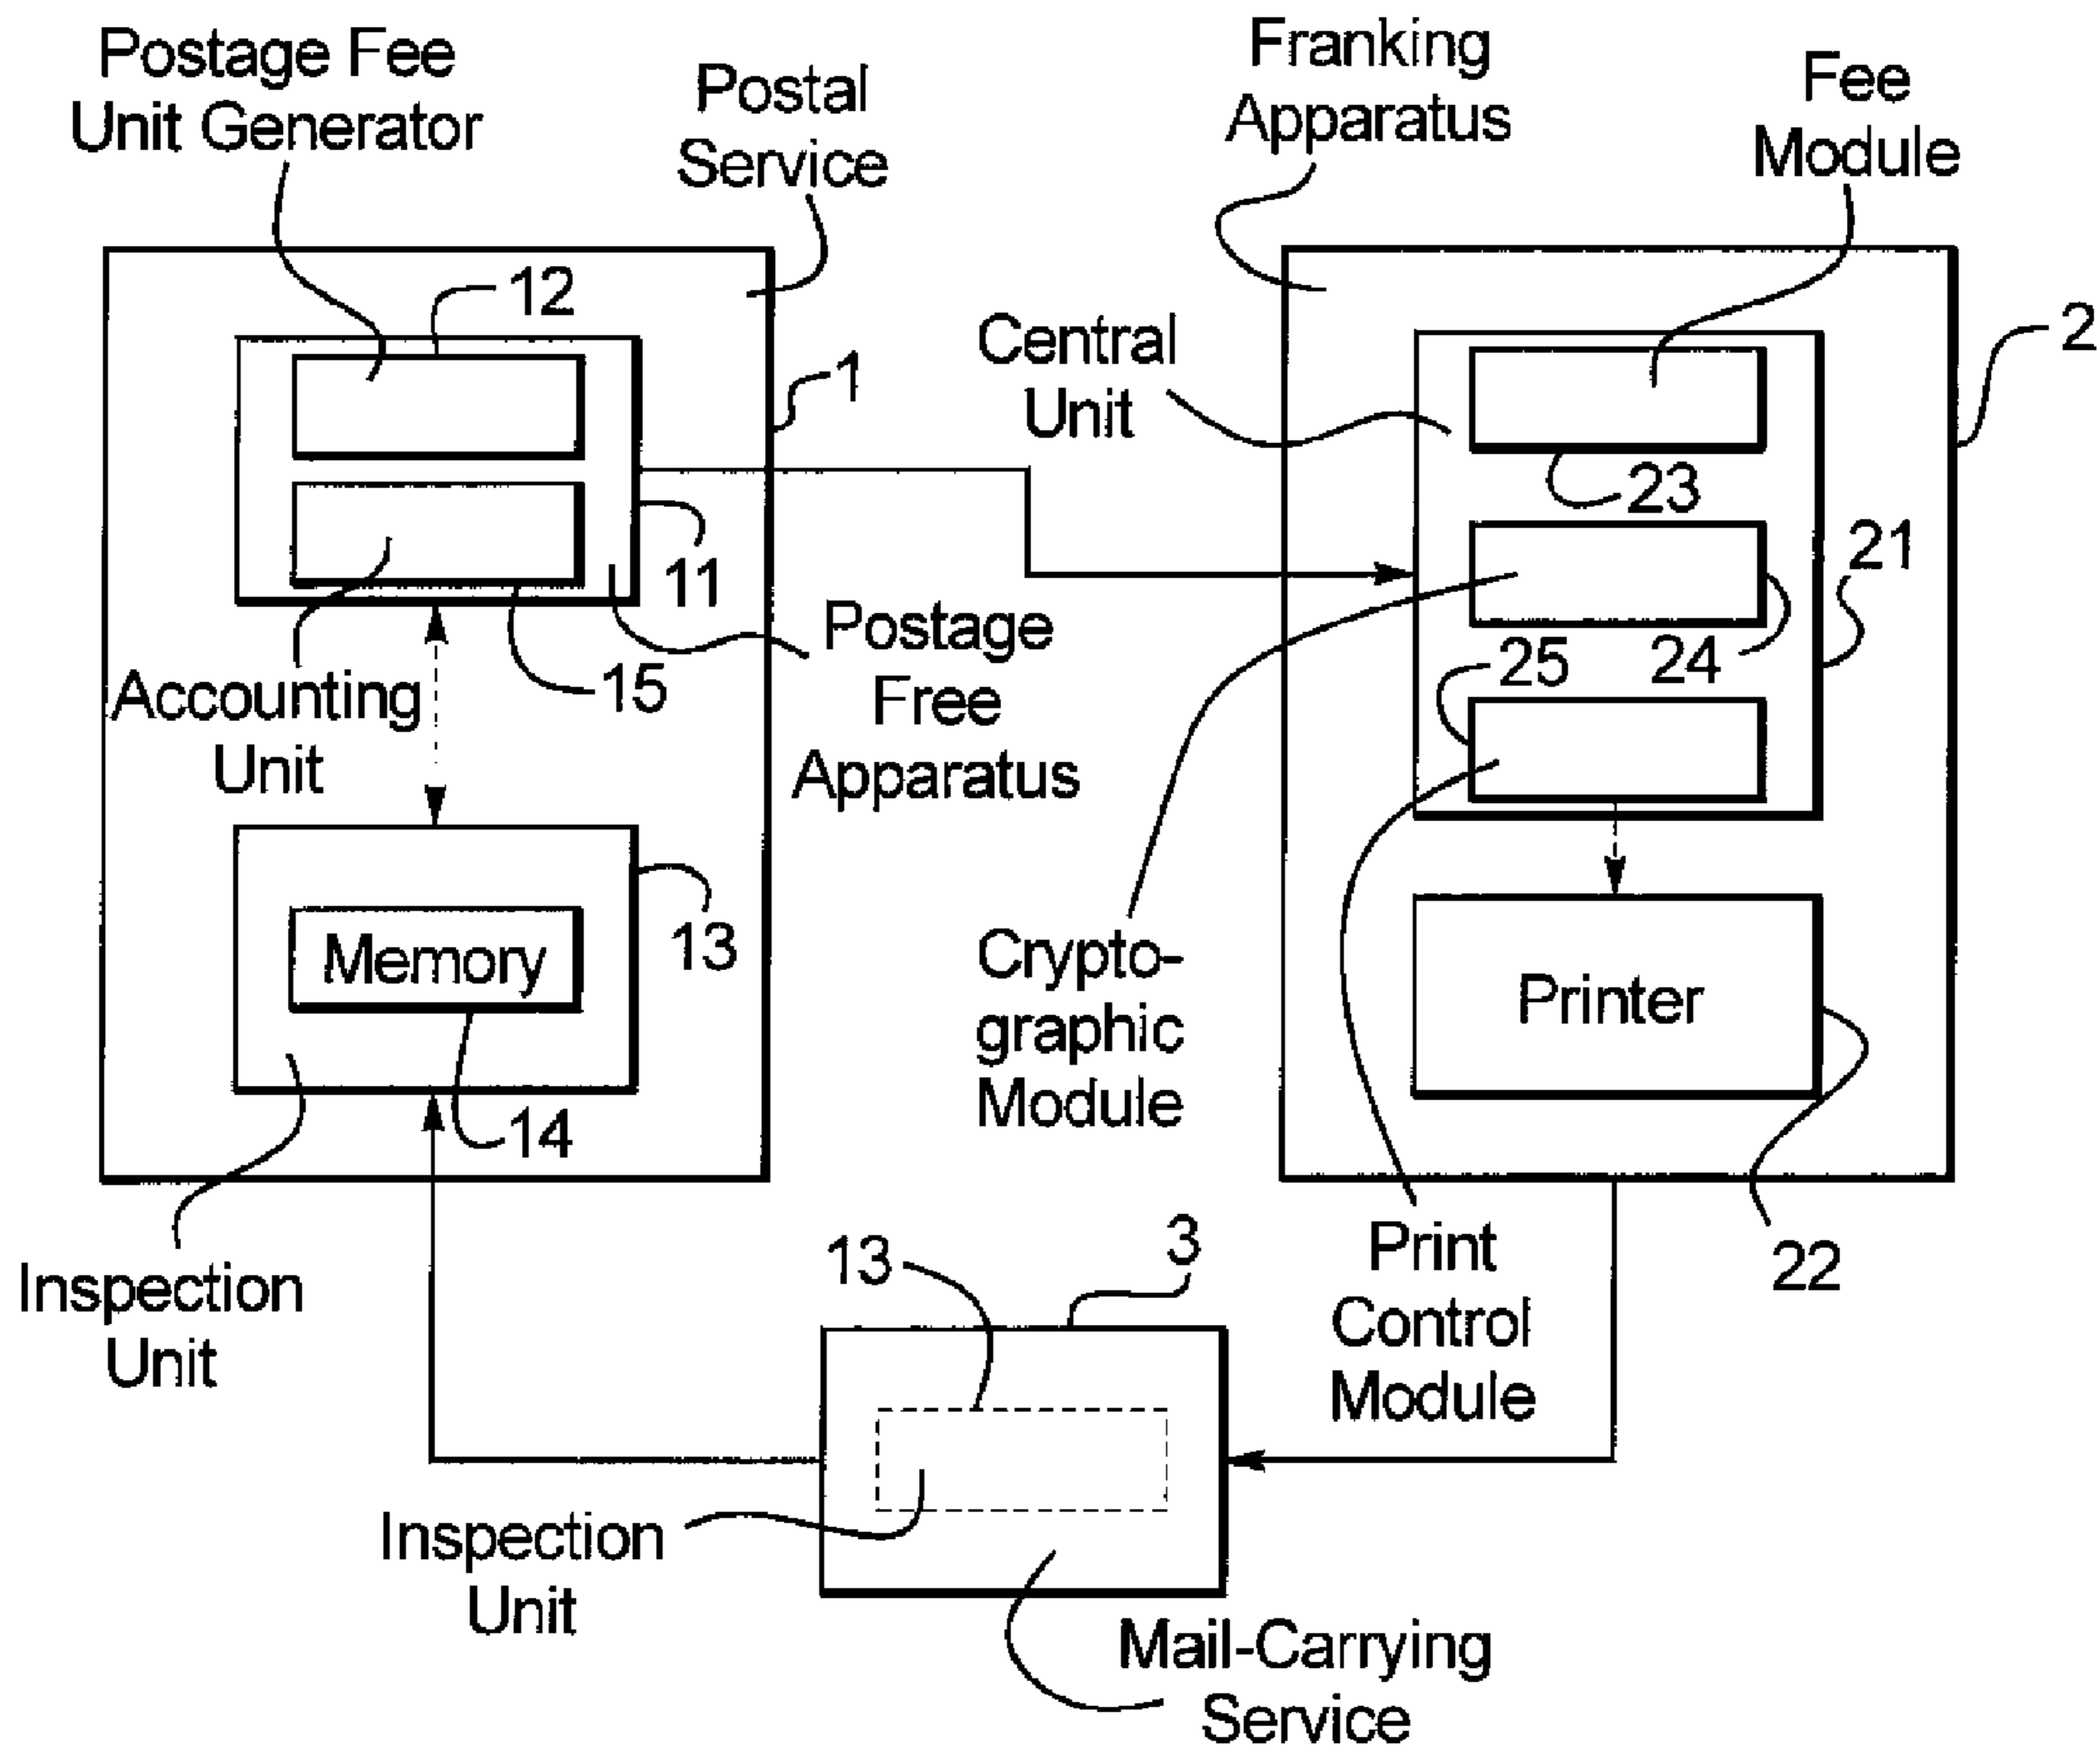 Postage Fee
Unit Generator
Postal
Service
Franking
Apparatus
Fee
Module
12
1
Central
Unit
2
23
11
21
24
25
15
Accounting
Unit
Postage
Free
Apparatus
13
Memory
14
Crypto-
graphic
Module
Printer
22
Inspection
Unit
13
3
Print
Control
Module
Inspection
Unit
Mail-Carrying
Service